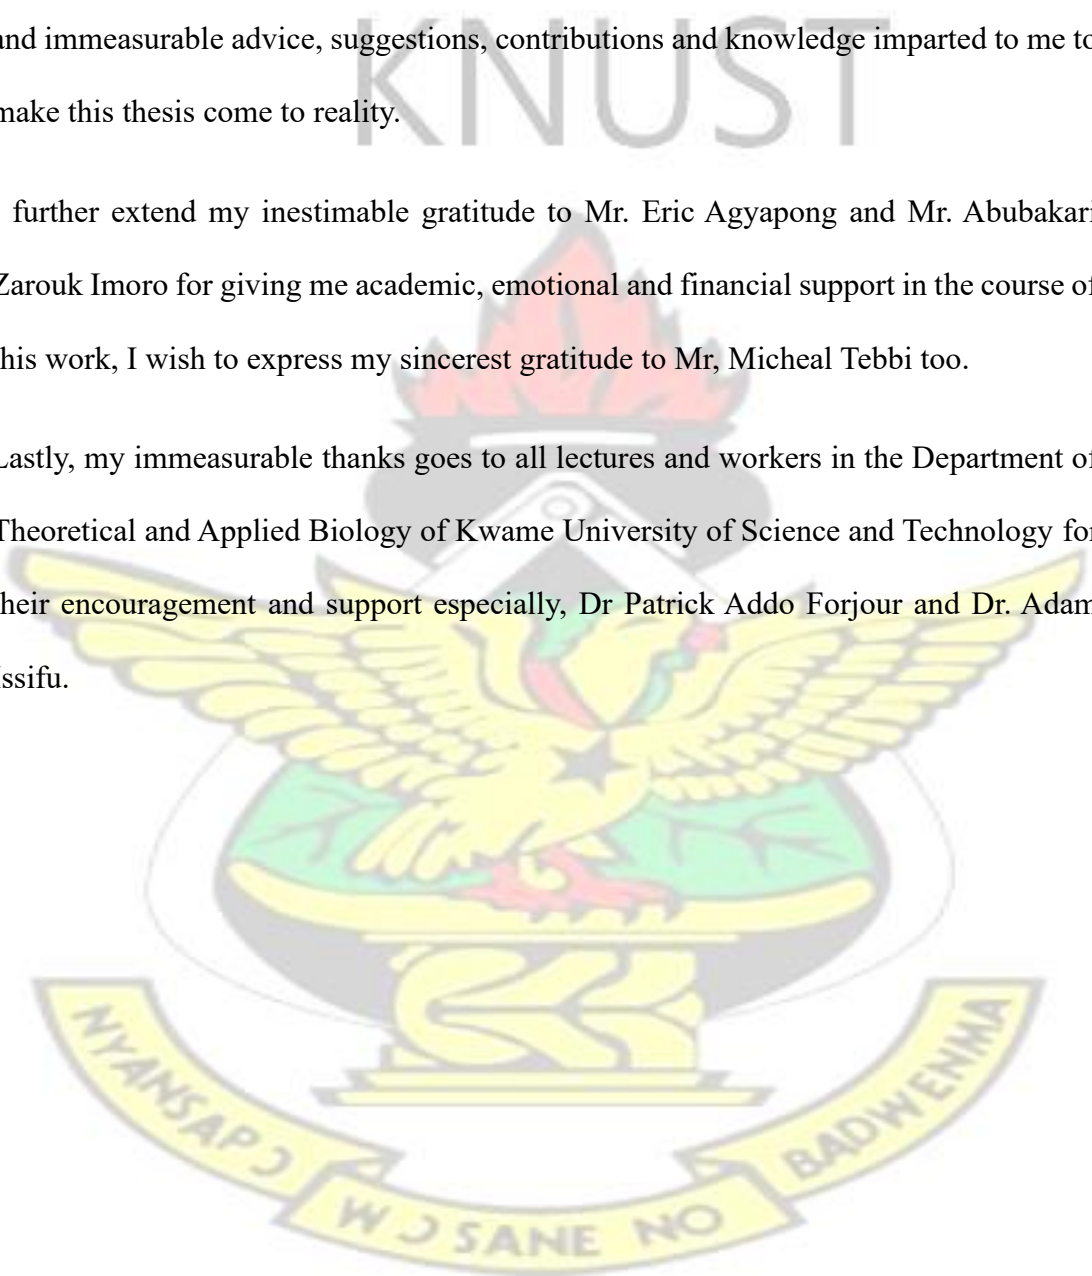 KNUST
and immeasurable advice, suggestions, contributions and knowledge imparted to me to
make this thesis come to reality.
further extend my inestimable gratitude to Mr. Eric Agyapong and Mr. Abubakari
Zarouk Imoro for giving me academic, emotional and financial support in the course of
this work, I wish to express my sincerest gratitude to Mr, Micheal Tebbi too.
Lastly, my immeasurable thanks goes to all lectures and workers in the Department of
Theoretical and Applied Biology of Kwame University of Science and Technology for
their encouragement and support especially, Dr Patrick Addo Forjour and Dr. Adam
Issifu.
NYANSAPƆ
WƆSANE NO
BADWENMA